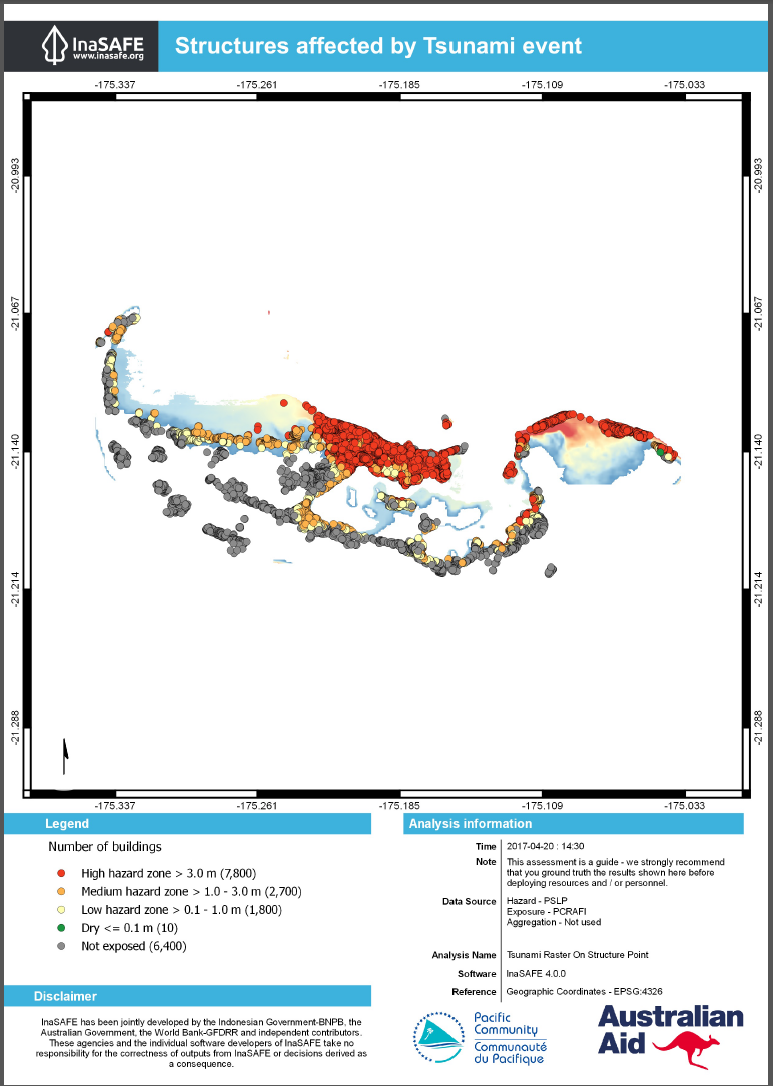 InaSAFE
www.inasafe.org
Structures affected by Tsunami event
-175.337 -175.261 -175.185 -175.109 -175.033
-20.993 -20.993
-21.067 -21.067
-21.140 -21.140
-21.214 -21.214
-21.288 -21.288
-175.337 -175.261 -175.185 -175.109 -175.033
Legend
Number of buildings
High hazard zone > 3.0 m (7,800)
Medium hazard zone > 1.0 - 3.0 m (2,700)
Low hazard zone > 0.1 - 1.0 m (1,800)
Dry <= 0.1 m (10)
Not exposed (6,400)
Disclaimer
InaSAFE has been jointly developed by the Indonesian Government-BNPB, the
Australian Government, the World Bank-GFDRR and independent contributors.
These agencies and the individual software developers of InaSAFE take no
responsibility for the correctness of outputs from InaSAFE or decisions derived as
a consequence.
Analysis information
Time 2017-04-20 : 14:30
Note This assessment is a guide - we strongly recommend
that you ground truth the results shown here before
deploying resources and / or personnel.
Data Source Hazard - PSLP
Exposure - PCRAFI
Aggregation - Not used
Analysis Name Tsunami Raster On Structure Point
Software InaSAFE 4.0.0
Reference Geographic Coordinates - EPSG:4326
Pacific
Community
Communauté
du Pacifique
Australian
Aid